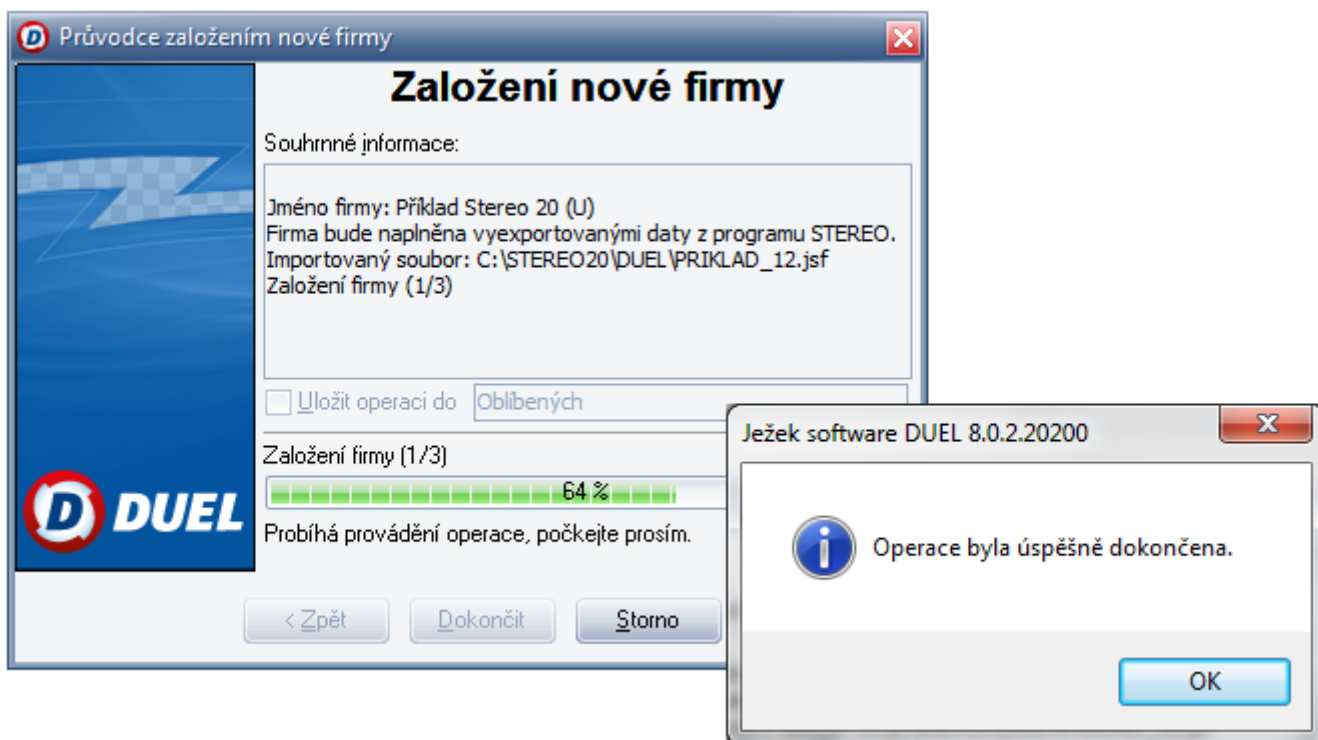 Průvodce založením nové firmy
Založení nové firmy
Souhrnné informace:
Jméno firmy: Příklad Stereo 20 (U)
Firma bude naplněna vyexportovanými daty z programu STEREO.
Importovaný soubor: C:\STEREO20\DUEL\PRIKLAD_12.jsf
Založení firmy (1/3)
Uložit operaci do Oblíbených
Založení firmy (1/3)
64 %
Probíhá provádění operace, počkejte prosím.
DUEL
< Zpět Dokončit Storno
Ježek software DUEL 8.0.2.20200
Operace byla úspěšně dokončena.
OK